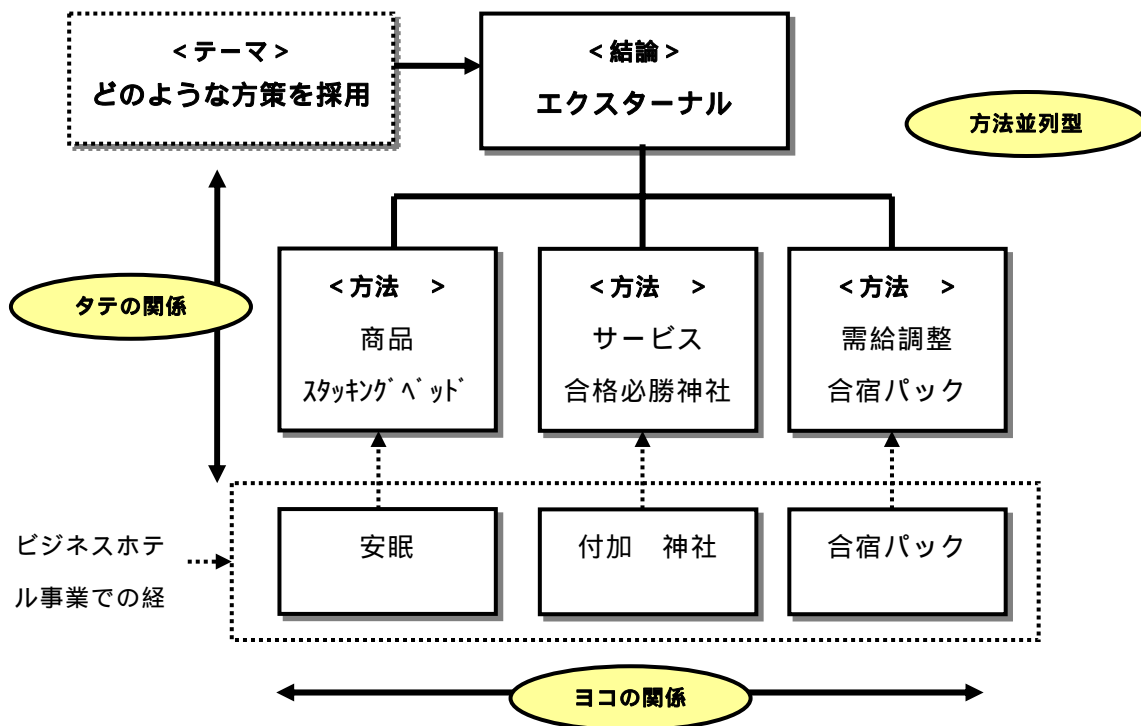 ＜テーマ＞
どのような方策を採用
＜結論＞
エクスターナル
方法並列型
タテの関係
＜方法　＞
商品
ｽﾀｯｷﾝｸﾞﾍﾞｯﾄﾞ
＜方法　＞
サービス
合格必勝神社
＜方法　＞
需給調整
合宿パック
ビジネスホテ
ル事業での経
安眠
付加　神社
合宿パック
ヨコの関係